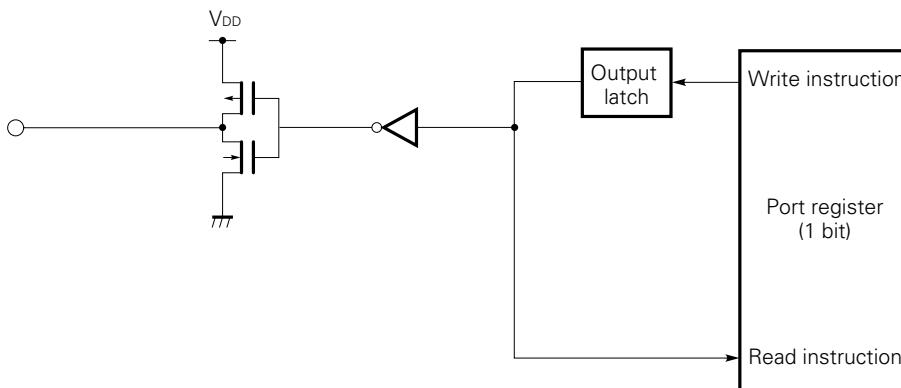 VDD
Output
latch
Write instruction
Port register
(1 bit)
Read instruction